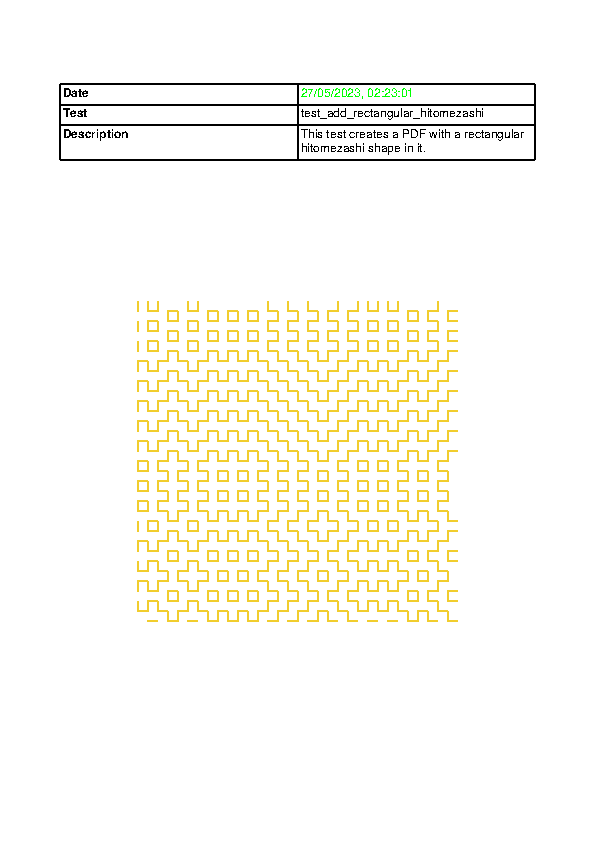 Date 27/05/2023, 02:23:01
Test test_add_rectangular_hitomezashi
Description This test creates a PDF with a rectangular
hitomezashi shape in it.